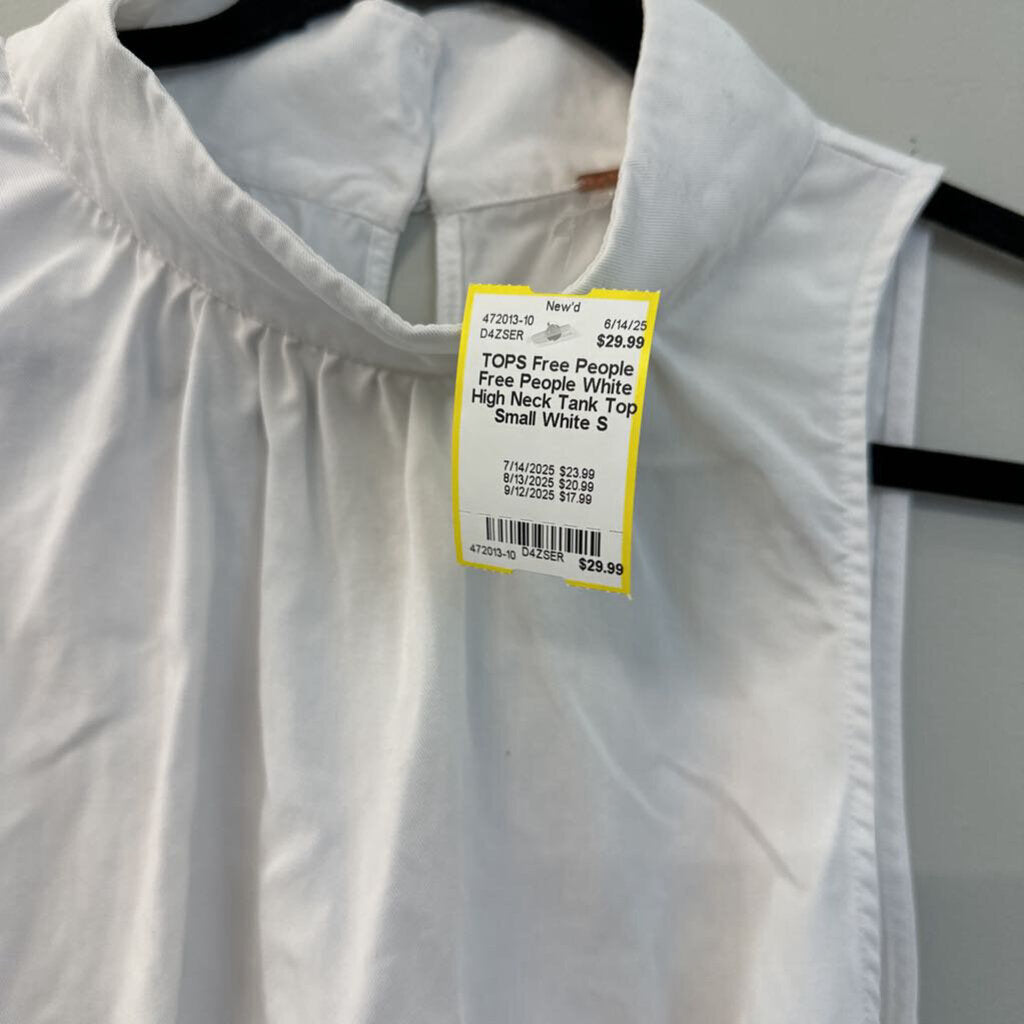 New'd
472013-10 6/14/25
D4ZSER $29.99
TOPS Free People
Free People White
High Neck Tank Top
Small White S
7/14/2025 $23.99
8/13/2025 $20.99
9/12/2025 $17.99
472013-10 D4ZSER $29.99